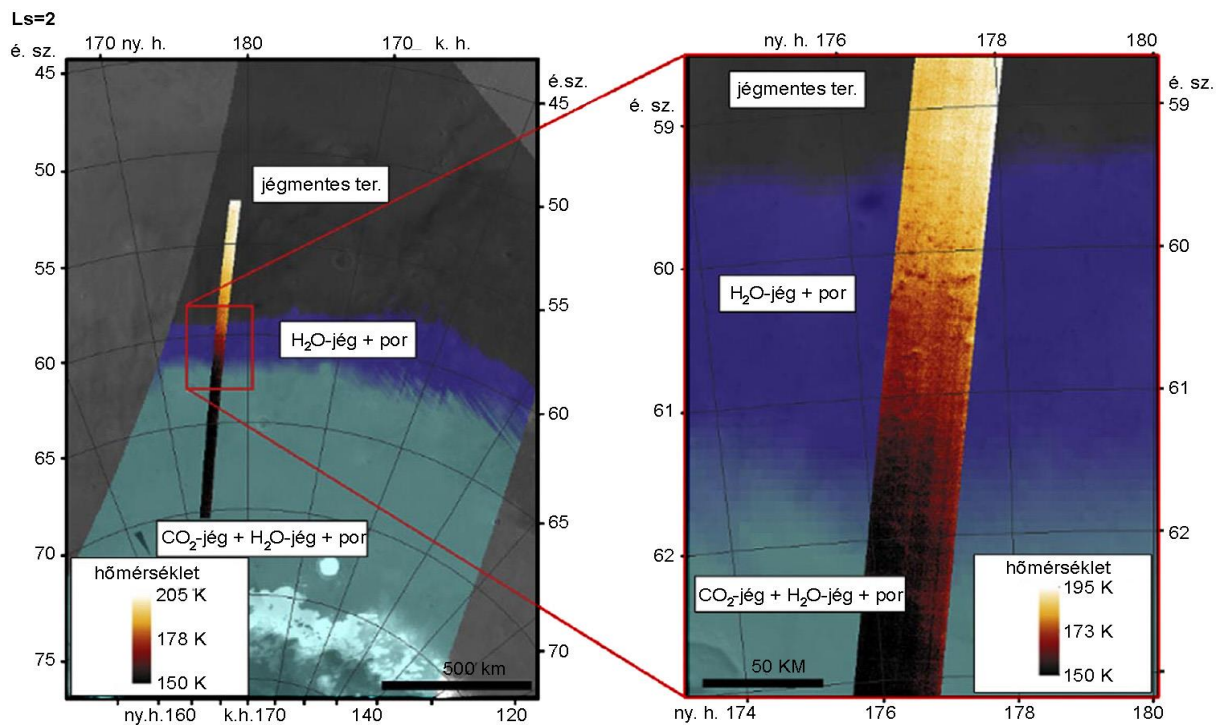 Ls=2
170 ny. h.
180
170
k. h.
é. sz.
45
50
55
60
65
70
75
é.sz.
45
50
55
60
65
70
jégmentes ter.
H₂O-jég + por
CO₂-jég + H₂O-jég + por
hőmérséklet
205 K
178 K
150 K
500 km
ny.h.160
k.h.170
140
120
ny. h. 176
178
180
é. sz.
59
60
61
62
é. sz.
59
60
61
62
jégmentes ter.
H₂O-jég + por
CO₂-jég + H₂O-jég + por
hőmérséklet
195 K
173 K
150 K
50 KM
ny. h. 174
176
178
180